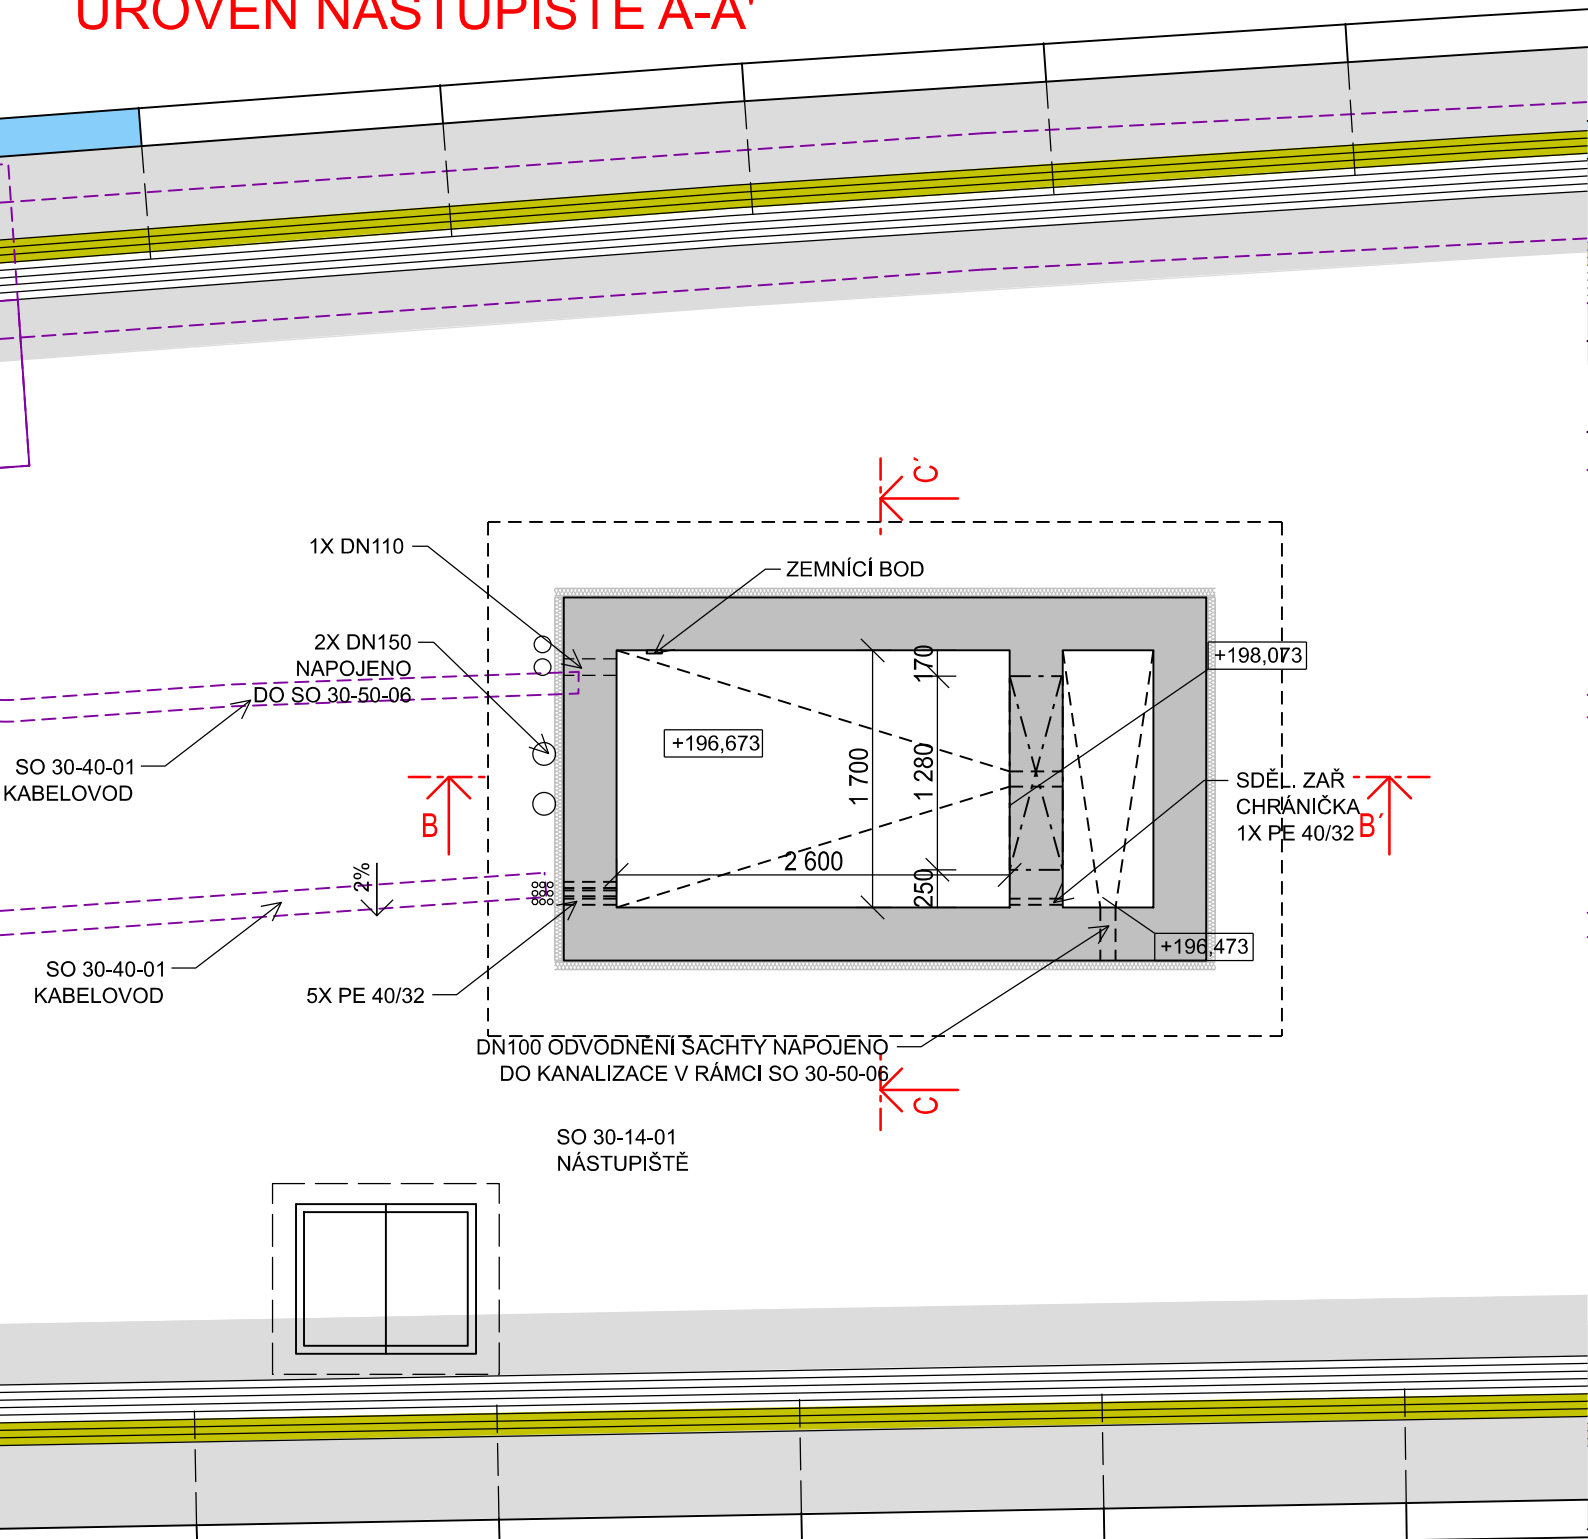 ÚROVEŇ NÁSTUPIŠTĚ A-A'
C'
1X DN110
ZEMNÍCÍ BOD
2X DN150
NAPOJENO
DO SO 30-50-06
170
+198,073
+196,673
SO 30-40-01
KABELOVOD
1 700
1 280
SDĚL. ZAŘ
CHRÁNIČKA
1X PE 40/32
B
B´
2 600
2%
250
+196,473
SO 30-40-01
KABELOVOD
5X PE 40/32
DN100 ODVODNĚNÍ ŠACHTY NAPOJENO
DO KANALIZACE V RÁMCI SO 30-50-06
C
SO 30-14-01
NÁSTUPIŠTĚ